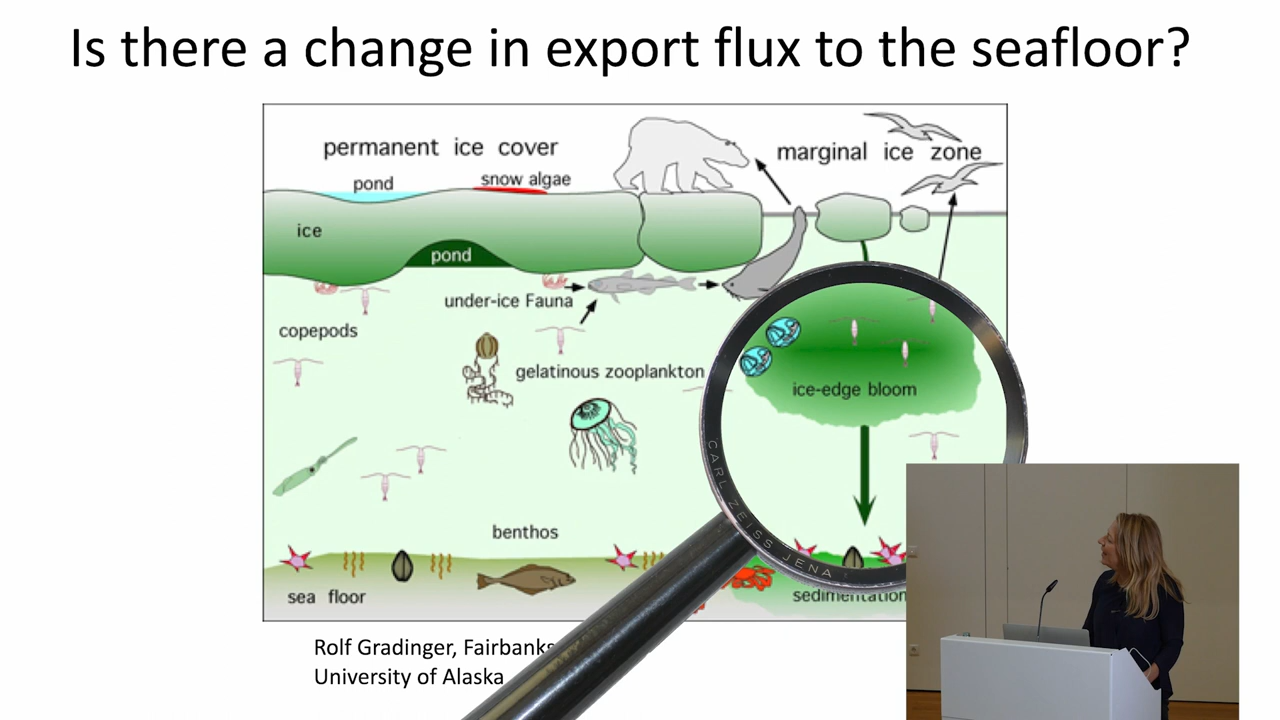 Is there a change in export flux to the seafloor?
permanent ice cover
marginal ice zone
pond
snow algae
ice
pond
under-ice Fauna
copepods
gelatinous zooplankton
ice-edge bloom
CARL ZEISS JENA
benthos
sea floor
sedimentation
Rolf Gradinger, Fairbanks
University of Alaska